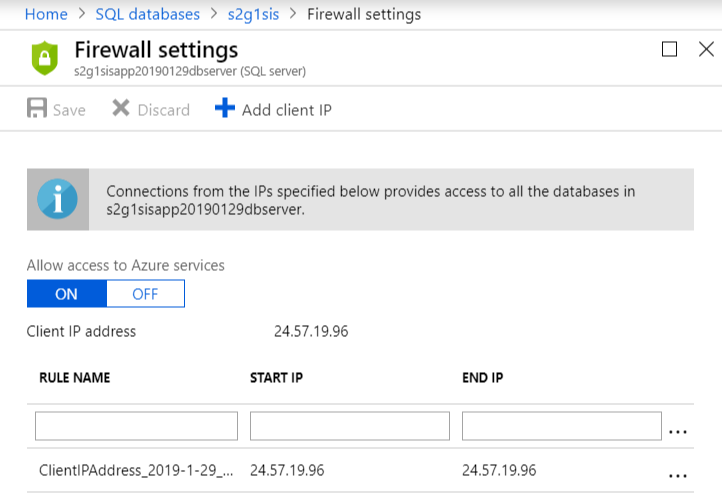 Home > SQL databases > s2g1sis > Firewall settings
Firewall settings
s2g1sisapp20190129dbserver (SQL server)
Save Discard Add client IP
Connections from the IPs specified below provides access to all the databases in
s2g1sisapp20190129dbserver.
Allow access to Azure services
ON OFF
Client IP address 24.57.19.96
RULE NAME START IP END IP
...
ClientIPAddress_2019-1-29_... 24.57.19.96 24.57.19.96 ...